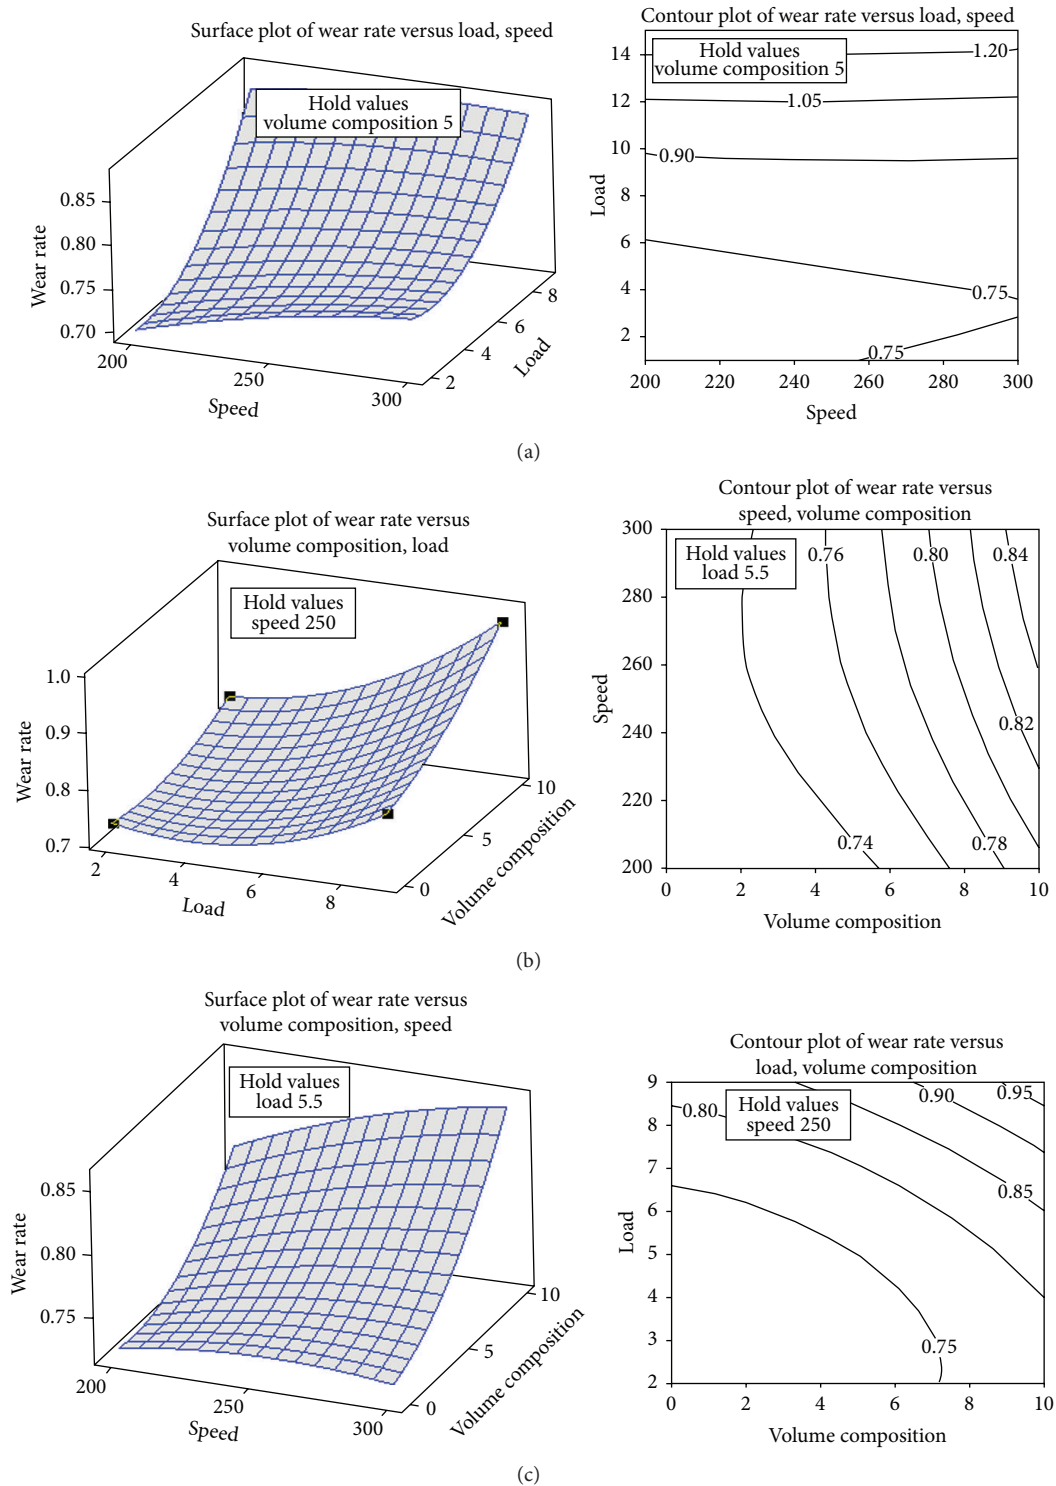 Surface plot of wear rate versus load, speed
Hold values
volume composition 5
0.85
0.80
0.75
0.70
Wear rate
200
250
300
Speed
2
4
6
8
Load
Contour plot of wear rate versus load, speed
Hold values
volume composition 5
1.20
1.05
0.90
0.75
0.75
14
12
10
8
6
4
2
Load
200
220
240
260
280
300
Speed
(a)
Surface plot of wear rate versus
volume composition, load
Hold values
speed 250
1.0
0.9
0.8
0.7
Wear rate
2
4
6
8
Load
0
5
10
Volume composition
Contour plot of wear rate versus
speed, volume composition
Hold values
load 5.5
0.76
0.80
0.84
0.82
0.74
0.78
300
280
260
240
220
200
Speed
0
2
4
6
8
10
Volume composition
(b)
Surface plot of wear rate versus
volume composition, speed
Hold values
load 5.5
0.85
0.80
0.75
Wear rate
200
250
300
Speed
0
5
10
Volume composition
Contour plot of wear rate versus
load, volume composition
Hold values
speed 250
0.80
0.90
0.95
0.85
0.75
9
8
7
6
5
4
3
2
Load
0
2
4
6
8
10
Volume composition
(c)